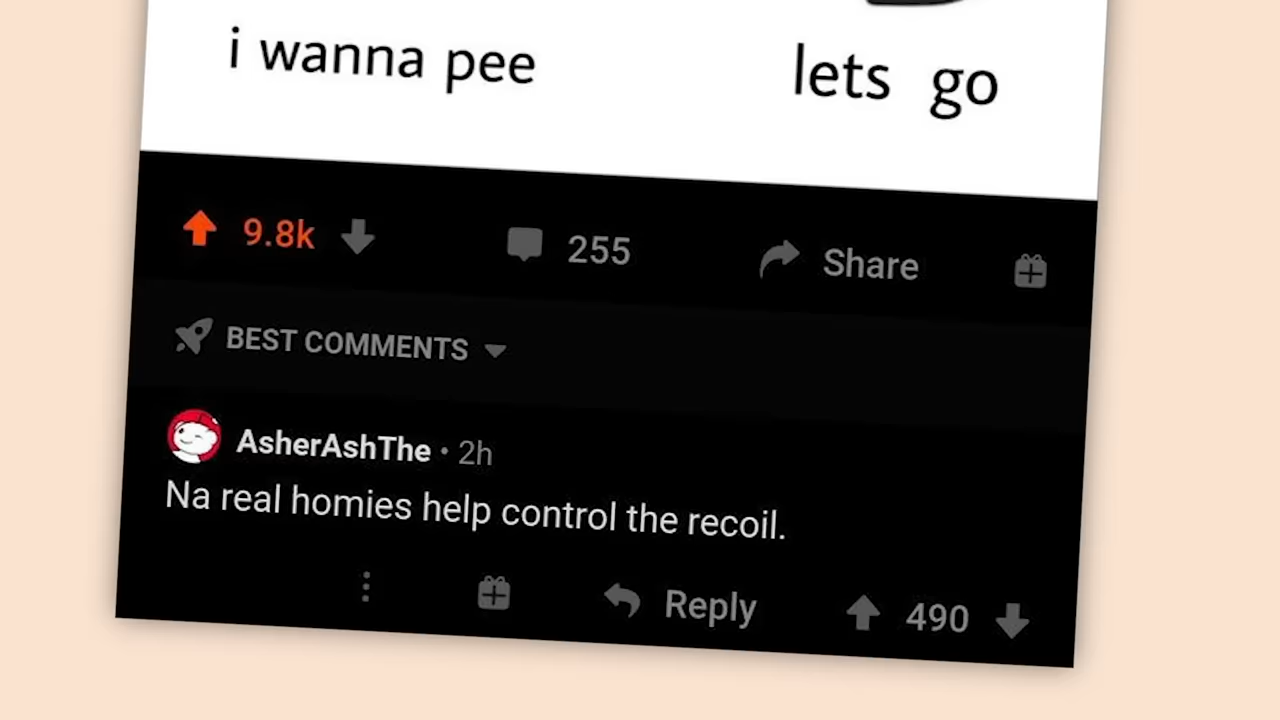 i wanna pee lets go
9.8k 255 Share
BEST COMMENTS
AsherAshThe • 2h
Na real homies help control the recoil.
Reply 490